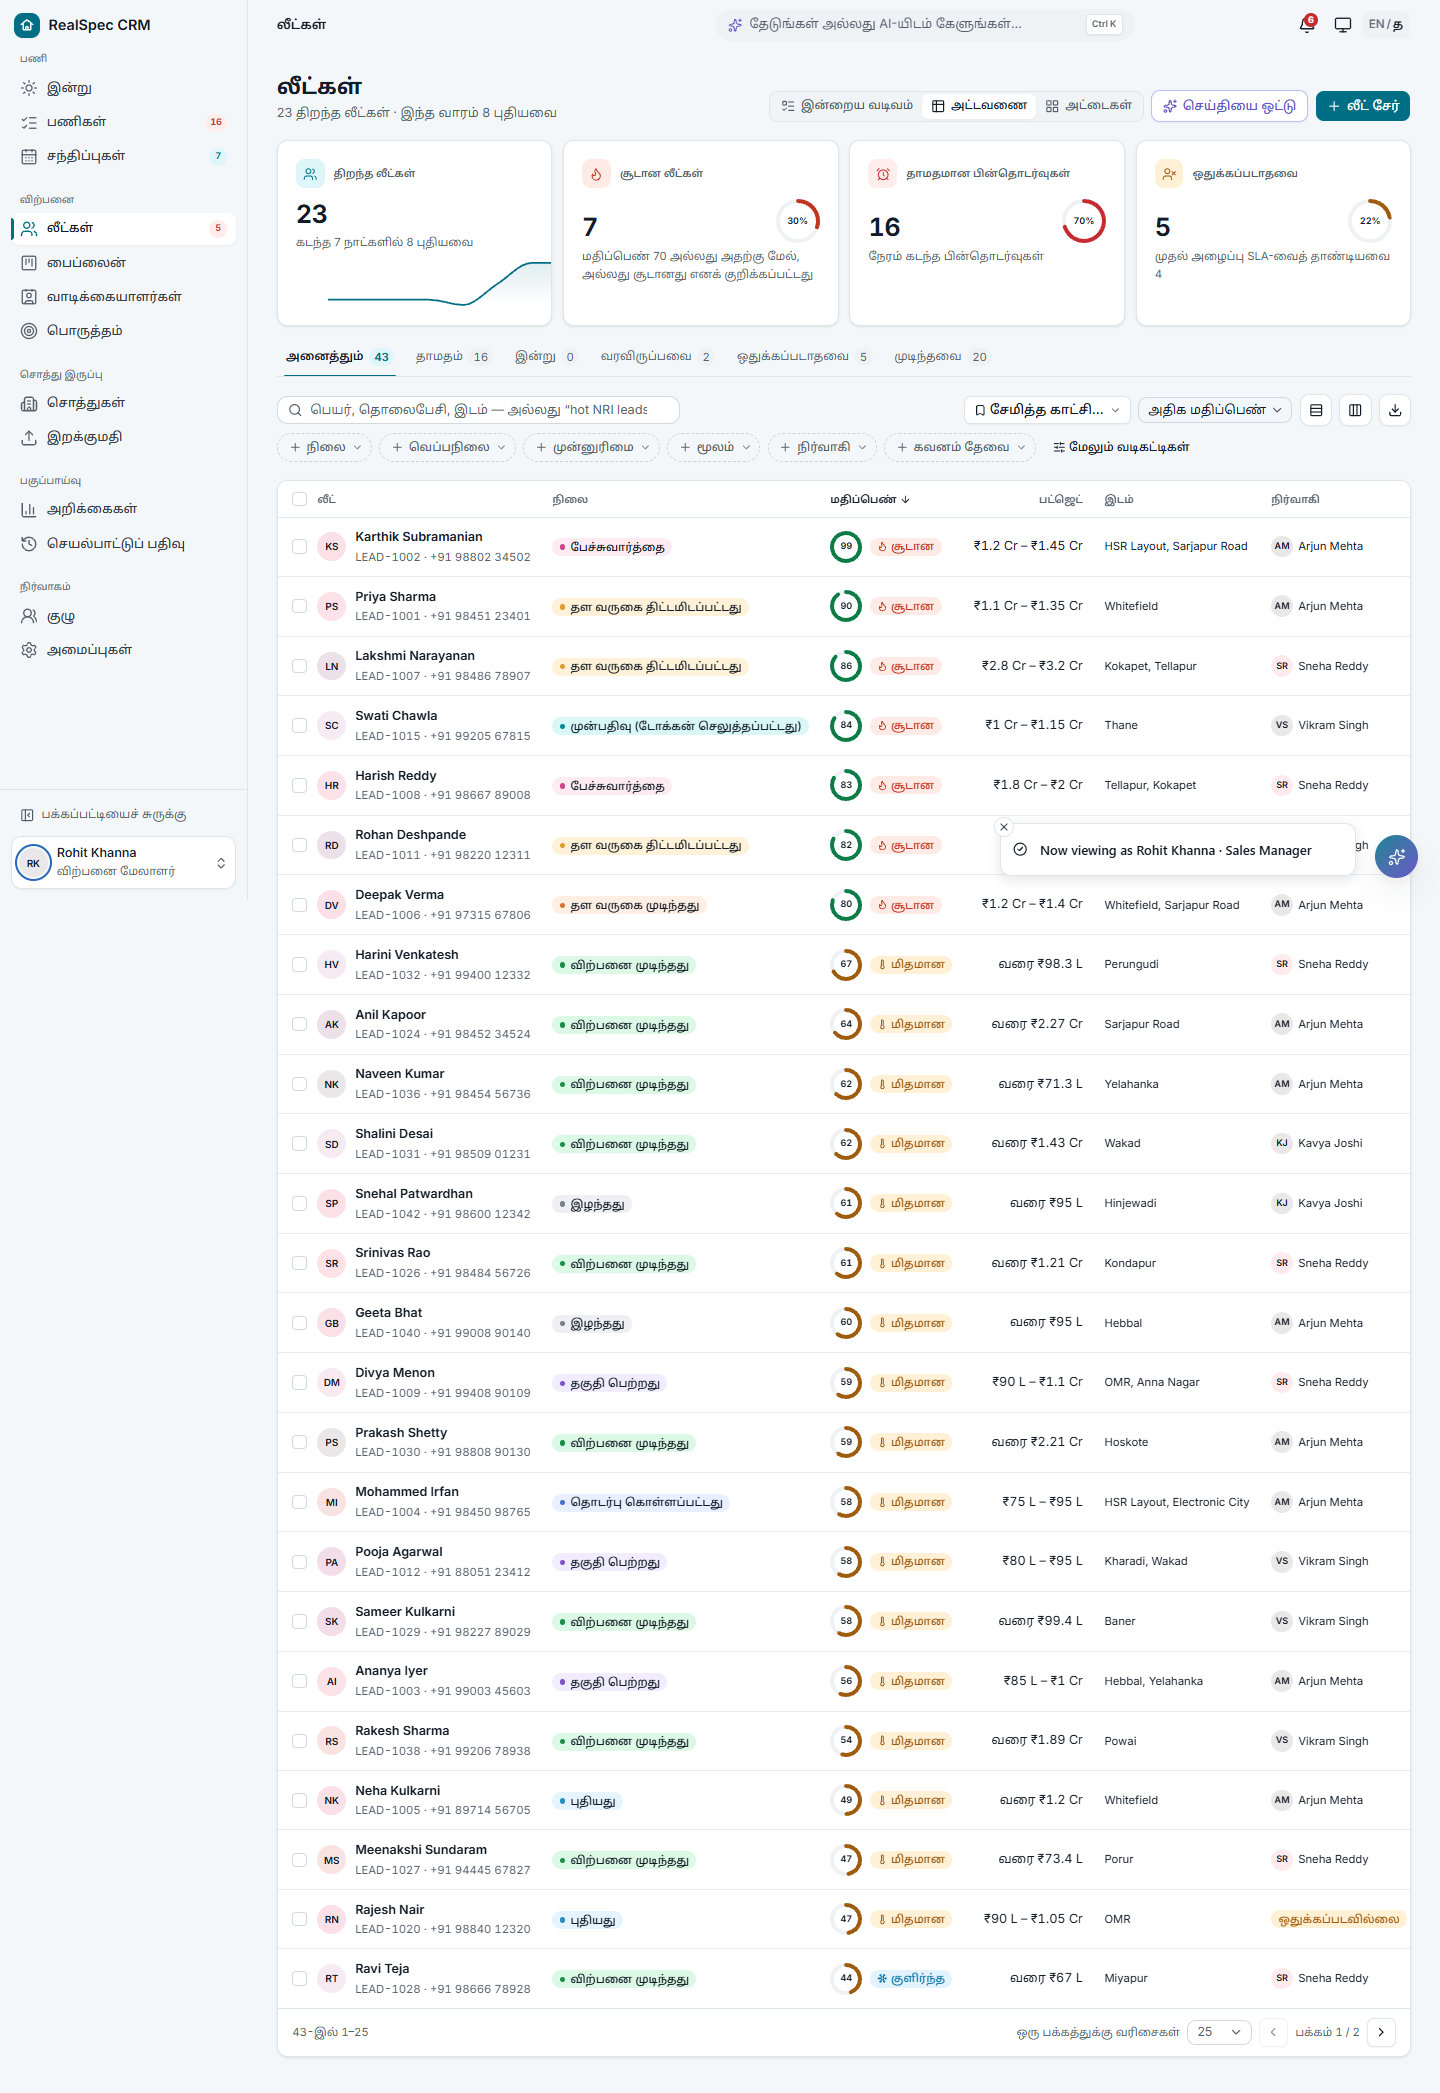 RealSpec CRM
லீட்கள்
தேடுங்கள் அல்லது AI-யிடம் கேளுங்கள்...
Ctrl K
6
EN / த
பணி
இன்று
பணிகள் 16
சந்திப்புகள் 7
விற்பனை
லீட்கள் 5
பைப்லைன்
வாடிக்கையாளர்கள்
பொருத்தம்
சொத்து இருப்பு
சொத்துகள்
இறக்குமதி
பகுப்பாய்வு
அறிக்கைகள்
செயல்பாட்டுப் பதிவு
நிர்வாகம்
குழு
அமைப்புகள்
பக்கப்பட்டியைச் சுருக்கு
RK Rohit Khanna
விற்பனை மேலாளர்
லீட்கள்
23 திறந்த லீட்கள் · இந்த வாரம் 8 புதியவை
இன்றைய வடிவம் அட்டவணை அட்டைகள் செய்தியை ஒட்டு லீட் சேர்
திறந்த லீட்கள்
23
கடந்த 7 நாட்களில் 8 புதியவை
சூடான லீட்கள்
7
30%
மதிப்பெண் 70 அல்லது அதற்கு மேல்,
அல்லது சூடானது எனக் குறிக்கப்பட்டது
தாமதமான பின்தொடர்வுகள்
16
70%
நேரம் கடந்த பின்தொடர்வுகள்
ஒதுக்கப்படாதவை
5
22%
முதல் அழைப்பு SLA-வைத் தாண்டியவை
4
அனைத்தும் 43 தாமதம் 16 இன்று 0 வரவிருப்பவை 2 ஒதுக்கப்படாதவை 5 முடிந்தவை 20
பெயர், தொலைபேசி, இடம் — அல்லது “hot NRI leads
சேமித்த காட்சி... அதிக மதிப்பெண்
நிலை வெப்பநிலை முன்னுரிமை மூலம் நிர்வாகி கவனம் தேவை மேலும் வடிகட்டிகள்
லீட் நிலை மதிப்பெண் ↓ பட்ஜெட் இடம் நிர்வாகி
KS Karthik Subramanian
LEAD-1002 · +91 98802 34502 பேச்சுவார்த்தை 99 சூடான ₹1.2 Cr – ₹1.45 Cr HSR Layout, Sarjapur Road AM Arjun Mehta
PS Priya Sharma
LEAD-1001 · +91 98451 23401 தள வருகை திட்டமிடப்பட்டது 90 சூடான ₹1.1 Cr – ₹1.35 Cr Whitefield AM Arjun Mehta
LN Lakshmi Narayanan
LEAD-1007 · +91 98486 78907 தள வருகை திட்டமிடப்பட்டது 86 சூடான ₹2.8 Cr – ₹3.2 Cr Kokapet, Tellapur SR Sneha Reddy
SC Swati Chawla
LEAD-1015 · +91 99205 67815 முன்பதிவு (டோக்கன் செலுத்தப்பட்டது) 84 சூடான ₹1 Cr – ₹1.15 Cr Thane VS Vikram Singh
HR Harish Reddy
LEAD-1008 · +91 98667 89008 பேச்சுவார்த்தை 83 சூடான ₹1.8 Cr – ₹2 Cr Tellapur, Kokapet SR Sneha Reddy
RD Rohan Deshpande
LEAD-1011 · +91 98220 12311 தள வருகை திட்டமிடப்பட்டது 82 சூடான gh
Now viewing as Rohit Khanna · Sales Manager
DV Deepak Verma
LEAD-1006 · +91 97315 67806 தள வருகை முடிந்தது 80 சூடான ₹1.2 Cr – ₹1.4 Cr Whitefield, Sarjapur Road AM Arjun Mehta
HV Harini Venkatesh
LEAD-1032 · +91 99400 12332 விற்பனை முடிந்தது 67 மிதமான வரை ₹98.3 L Perungudi SR Sneha Reddy
AK Anil Kapoor
LEAD-1024 · +91 98452 34524 விற்பனை முடிந்தது 64 மிதமான வரை ₹2.27 Cr Sarjapur Road AM Arjun Mehta
NK Naveen Kumar
LEAD-1036 · +91 98454 56736 விற்பனை முடிந்தது 62 மிதமான வரை ₹71.3 L Yelahanka AM Arjun Mehta
SD Shalini Desai
LEAD-1031 · +91 98509 01231 விற்பனை முடிந்தது 62 மிதமான வரை ₹1.43 Cr Wakad KJ Kavya Joshi
SP Snehal Patwardhan
LEAD-1042 · +91 98600 12342 இழந்தது 61 மிதமான வரை ₹95 L Hinjewadi KJ Kavya Joshi
SR Srinivas Rao
LEAD-1026 · +91 98484 56726 விற்பனை முடிந்தது 61 மிதமான வரை ₹1.21 Cr Kondapur SR Sneha Reddy
GB Geeta Bhat
LEAD-1040 · +91 99008 90140 இழந்தது 60 மிதமான வரை ₹95 L Hebbal AM Arjun Mehta
DM Divya Menon
LEAD-1009 · +91 99408 90109 தகுதி பெற்றது 59 மிதமான ₹90 L – ₹1.1 Cr OMR, Anna Nagar SR Sneha Reddy
PS Prakash Shetty
LEAD-1030 · +91 98808 90130 விற்பனை முடிந்தது 59 மிதமான வரை ₹2.21 Cr Hoskote AM Arjun Mehta
MI Mohammed Irfan
LEAD-1004 · +91 98450 98765 தொடர்பு கொள்ளப்பட்டது 58 மிதமான ₹75 L – ₹95 L HSR Layout, Electronic City AM Arjun Mehta
PA Pooja Agarwal
LEAD-1012 · +91 88051 23412 தகுதி பெற்றது 58 மிதமான ₹80 L – ₹95 L Kharadi, Wakad VS Vikram Singh
SK Sameer Kulkarni
LEAD-1029 · +91 98227 89029 விற்பனை முடிந்தது 58 மிதமான வரை ₹99.4 L Baner VS Vikram Singh
AI Ananya Iyer
LEAD-1003 · +91 99003 45603 தகுதி பெற்றது 56 மிதமான ₹85 L – ₹1 Cr Hebbal, Yelahanka AM Arjun Mehta
RS Rakesh Sharma
LEAD-1038 · +91 99206 78938 விற்பனை முடிந்தது 54 மிதமான வரை ₹1.89 Cr Powai VS Vikram Singh
NK Neha Kulkarni
LEAD-1005 · +91 89714 56705 புதியது 49 மிதமான வரை ₹1.2 Cr Whitefield AM Arjun Mehta
MS Meenakshi Sundaram
LEAD-1027 · +91 94445 67827 விற்பனை முடிந்தது 47 மிதமான வரை ₹73.4 L Porur SR Sneha Reddy
RN Rajesh Nair
LEAD-1020 · +91 98840 12320 புதியது 47 மிதமான ₹90 L – ₹1.05 Cr OMR ஒதுக்கப்படவில்லை
RT Ravi Teja
LEAD-1028 · +91 98666 78928 விற்பனை முடிந்தது 44 குளிர்ந்த வரை ₹67 L Miyapur SR Sneha Reddy
43-இல் 1–25 ஒரு பக்கத்துக்கு வரிசைகள் 25 பக்கம் 1 / 2